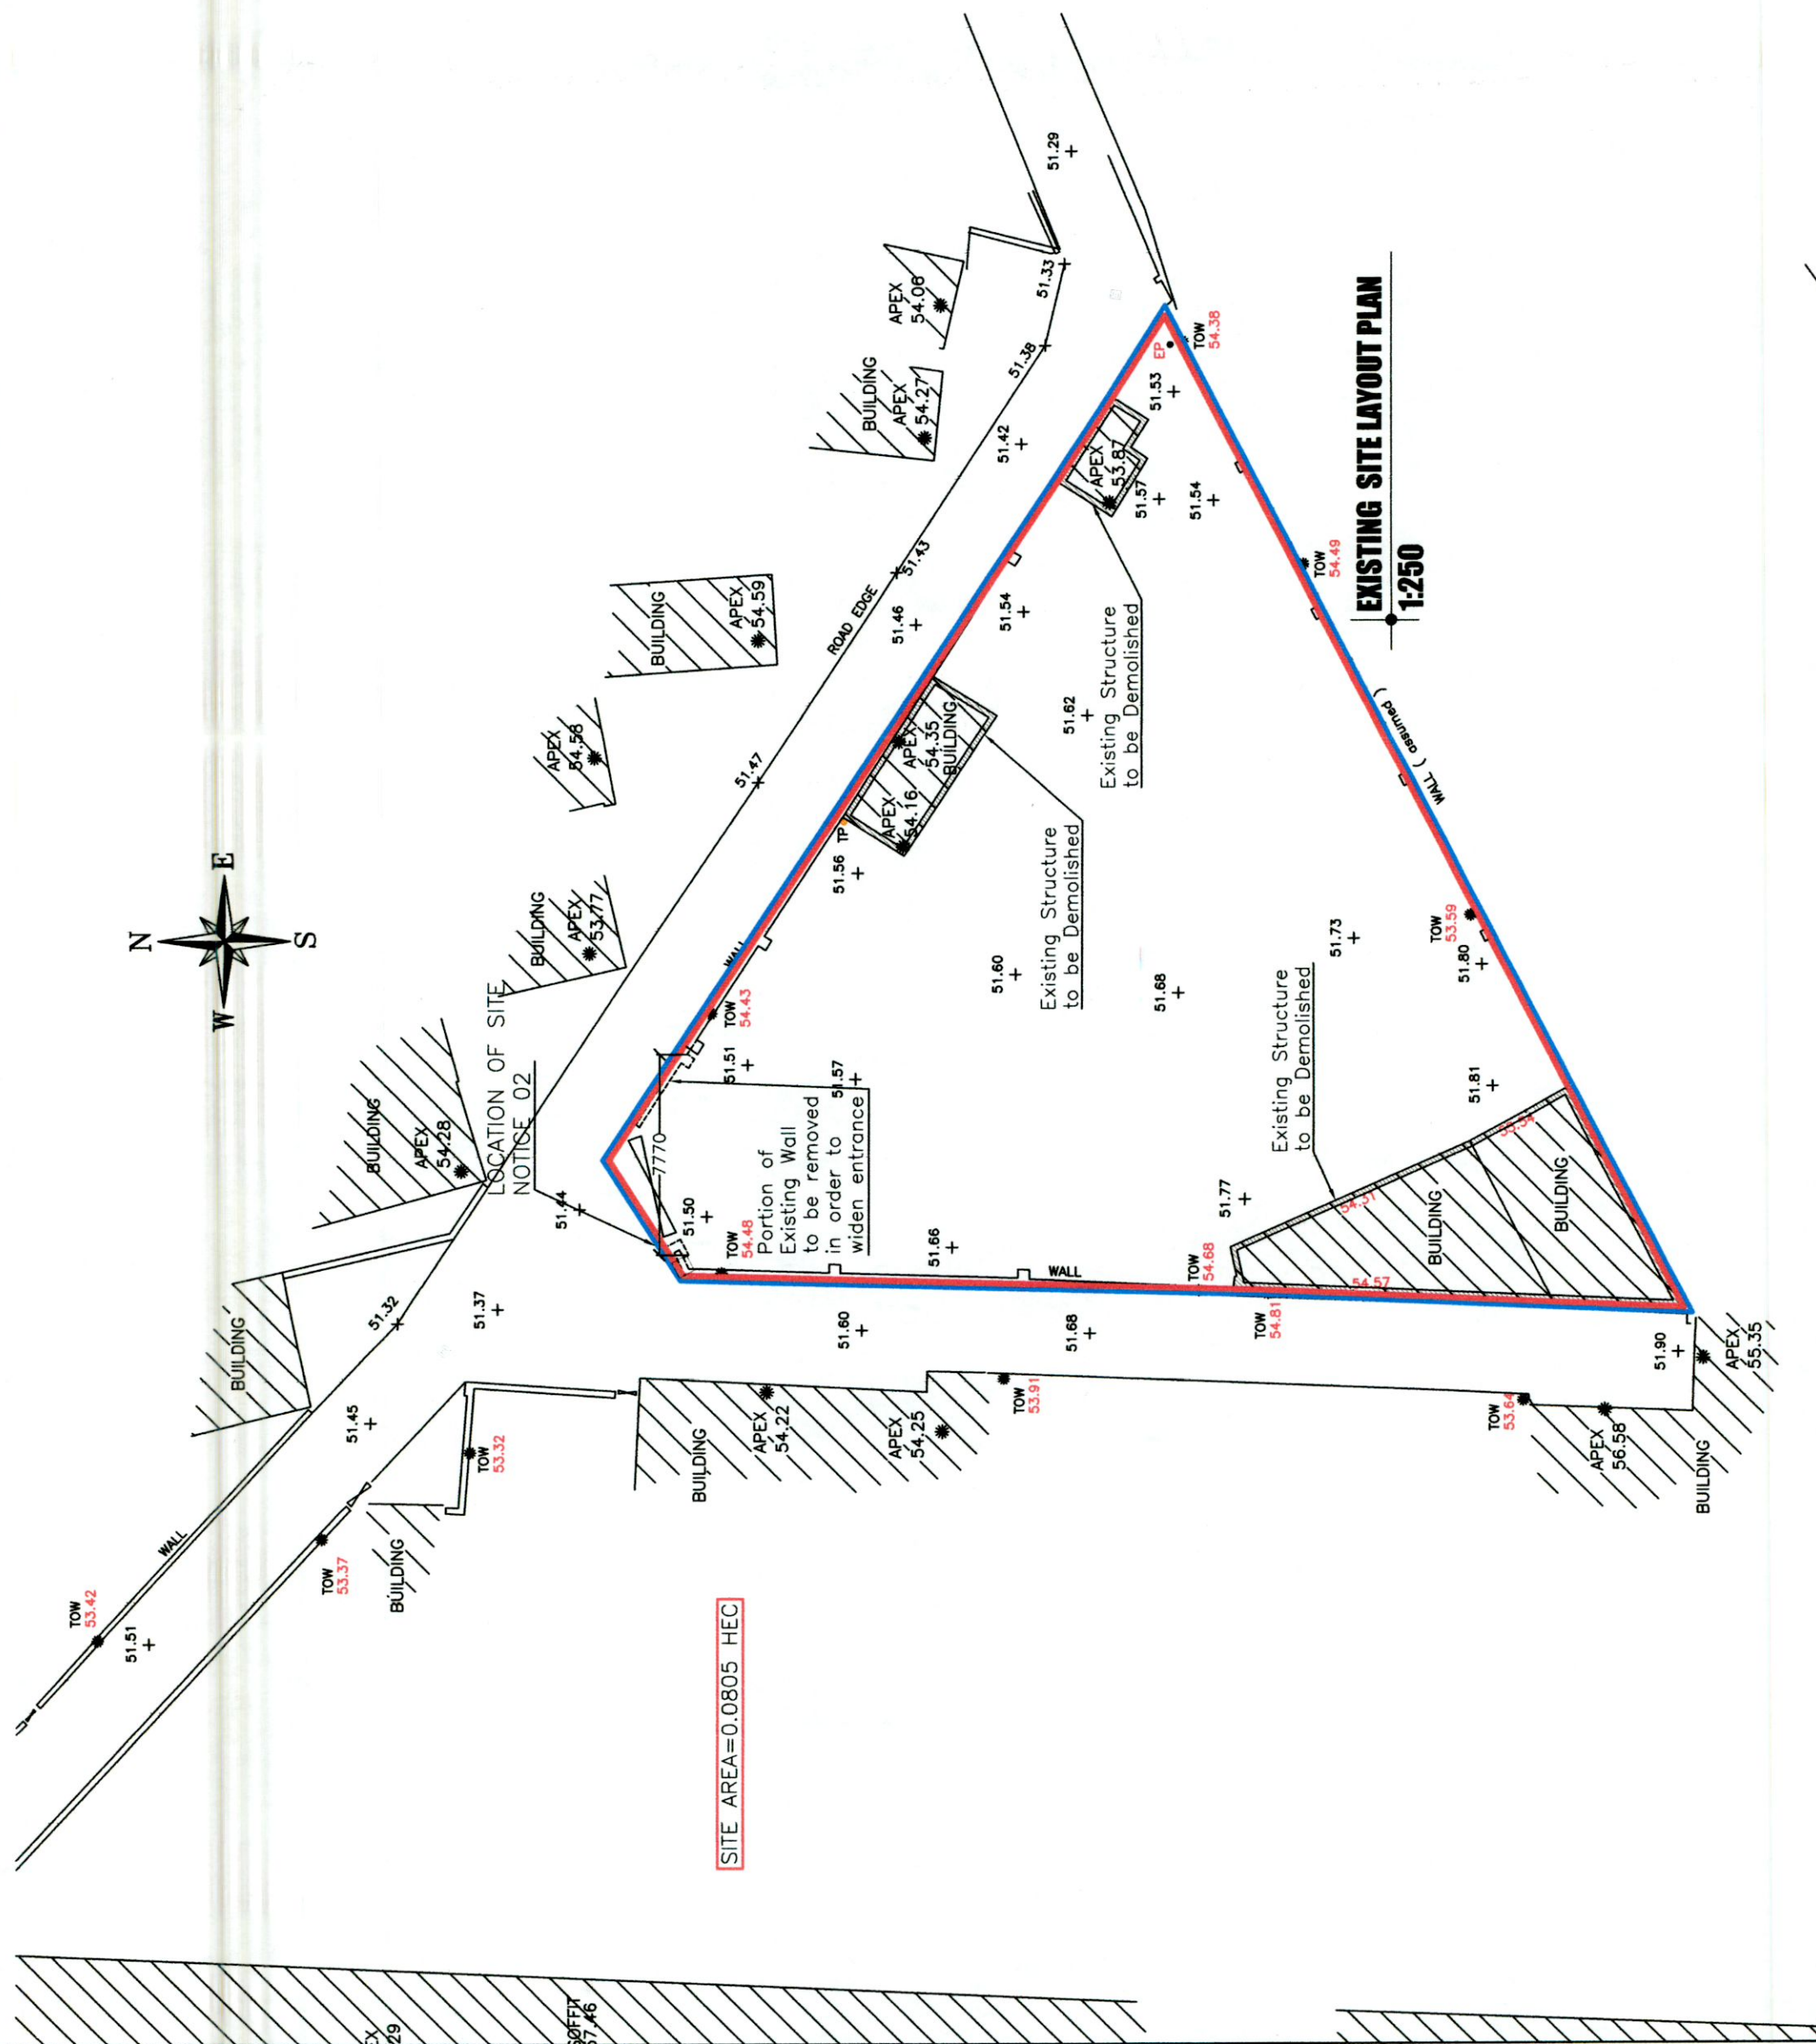 N
E
S
W
EXISTING SITE LAYOUT PLAN
1:250
SITE AREA=0.0805 HEC
LOCATION OF SITE
NOTICE 02
Portion of
Existing Wall
to be removed
in order to
widen entrance
7770
Existing Structure
to be Demolished
Existing Structure
to be Demolished
Existing Structure
to be Demolished
ROAD EDGE
WALL ( assumed )
WALL
WALL
WALL
TOW
53.42
51.51
TOW
53.37
BUILDING
51.45
TOW
53.32
BUILDING
51.32
51.37
BUILDING
APEX
54.28
51.44
BUILDING
APEX
53.77
51.47
APEX
54.58
BUILDING
APEX
54.59
51.43
51.46
BUILDING
APEX
54.27
APEX
54.06
51.42
51.38
51.33
51.29
EP
TOW
54.38
51.53
APEX
53.87
51.57
51.54
TOW
54.49
51.54
51.62
APEX
54.35
BUILDING
APEX
54.16
TP
51.56
TOW
54.43
51.51
51.57
51.50
TOW
54.48
51.60
51.68
51.73
TOW
53.59
51.80
51.81
51.66
51.77
TOW
54.68
54.31
54.57
BUILDING
BUILDING
TOW
54.81
51.60
51.68
51.90
APEX
55.35
BUILDING
APEX
54.22
APEX
54.25
TOW
53.91
TOW
53.64
APEX
56.58
BUILDING
SOFFIT